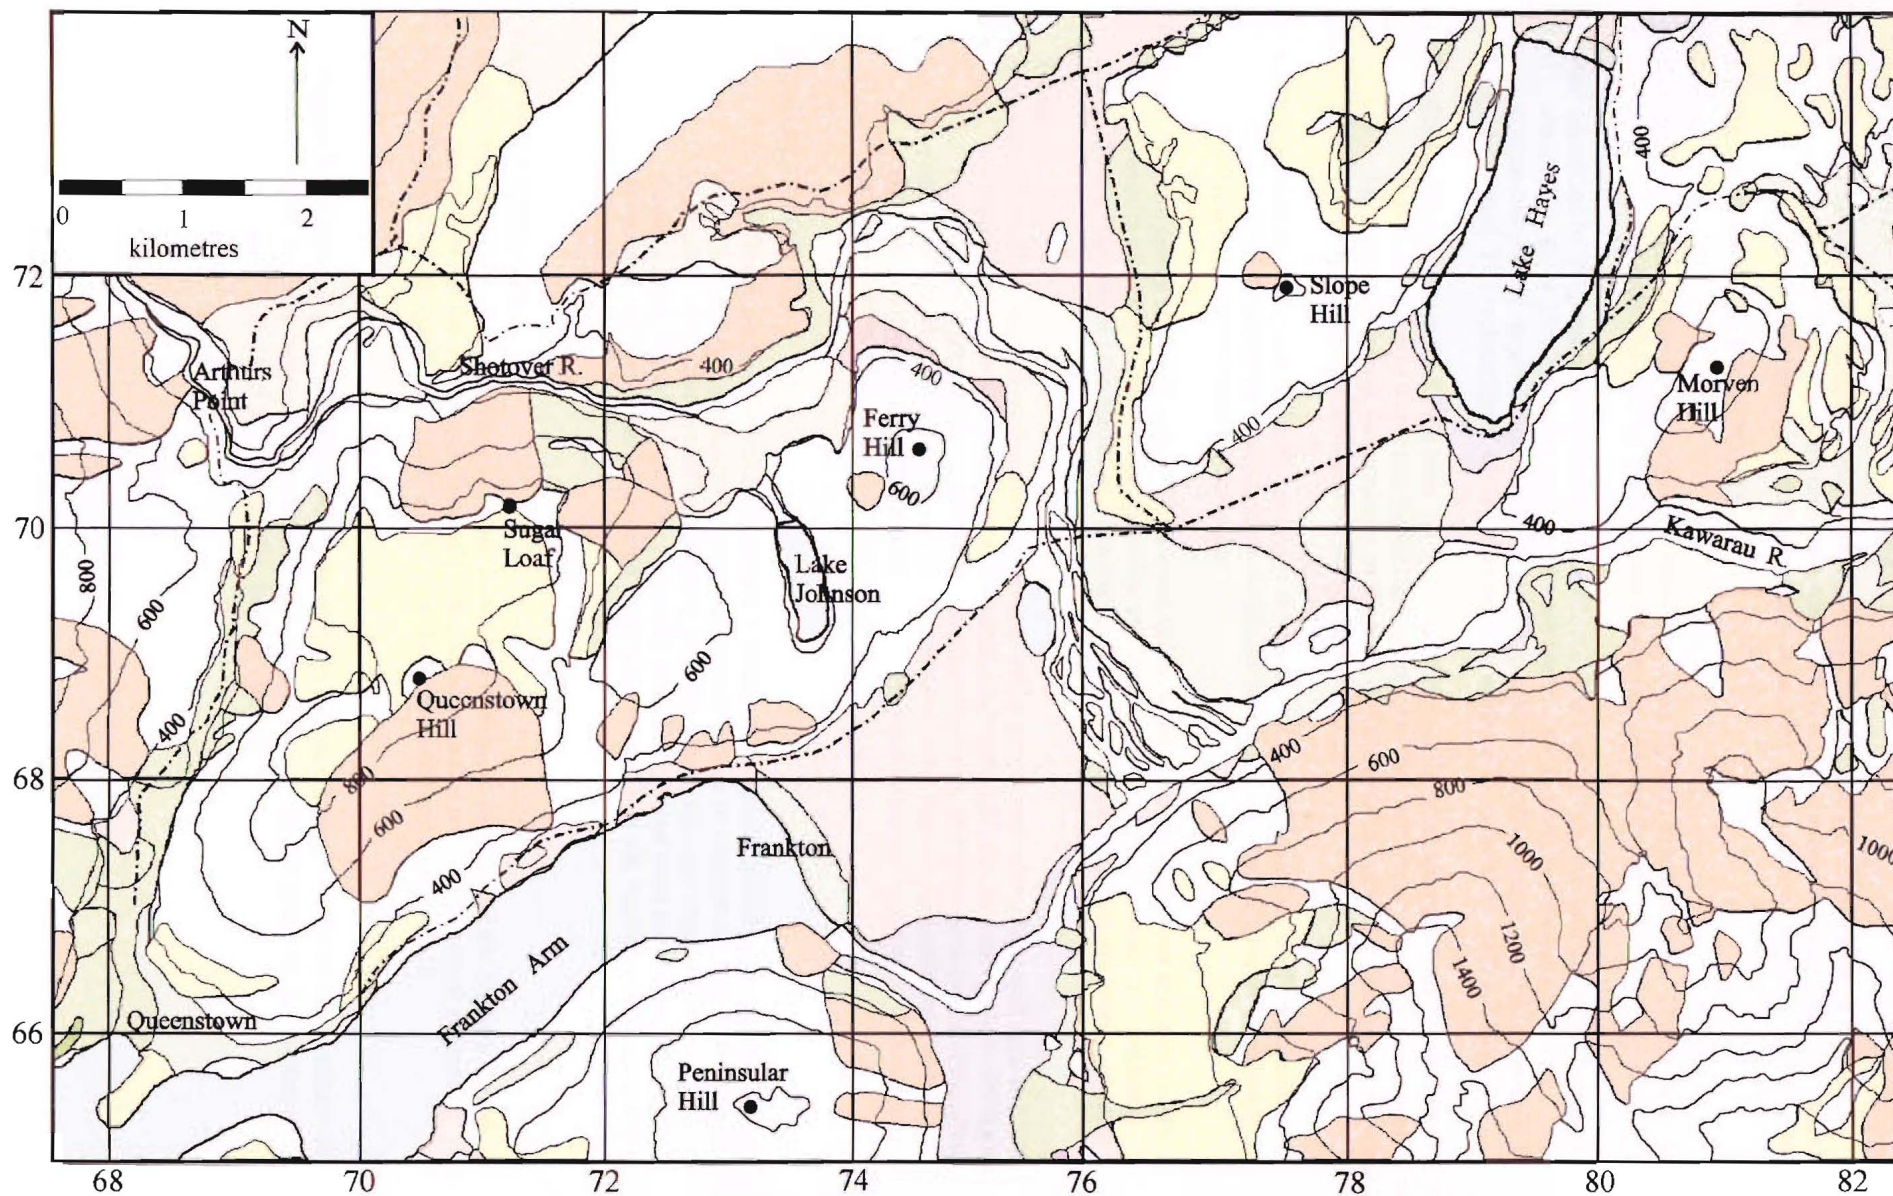 N
0 1 2
kilometres
72
70
68
66
68 70 72 74 76 78 80 82
Arthurs
Point
Shotover R.
400
400
Ferry
Hill
600
Slope
Hill
Lake Hayes
400
Morven
Hill
400
400
Kawarau R.
Sugar
Loaf
Lake
Johnson
800
600
400
Queenstown
Hill
600
800
600
400
Frankton
Frankton Arm
Queenstown
Peninsular
Hill
400
600
800
1000
1200
1400
1000